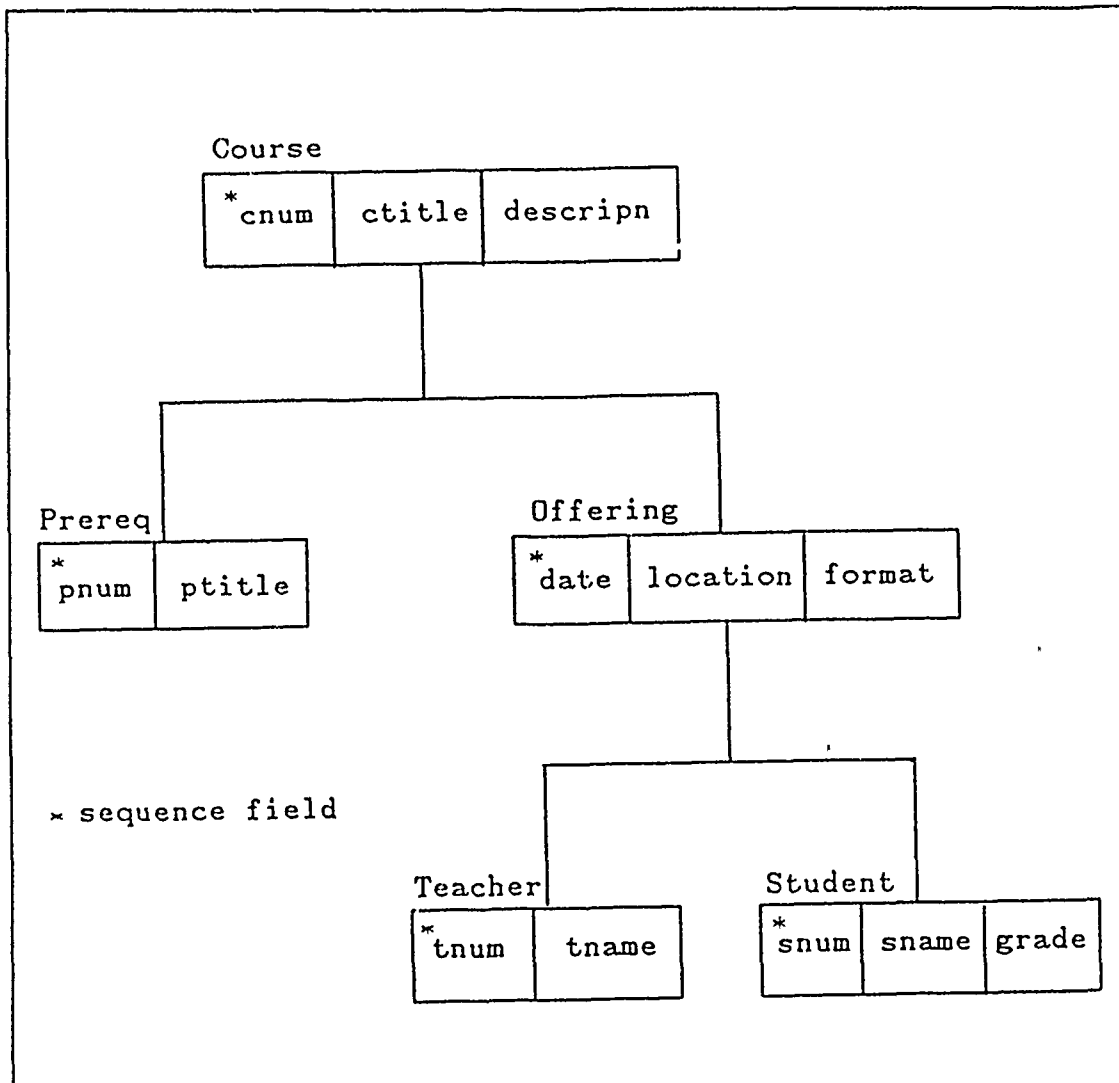 Course
*cnum ctitle descripn
Prereq
*pnum ptitle
Offering
*date location format
* sequence field
Teacher
*tnum tname
Student
*snum sname grade